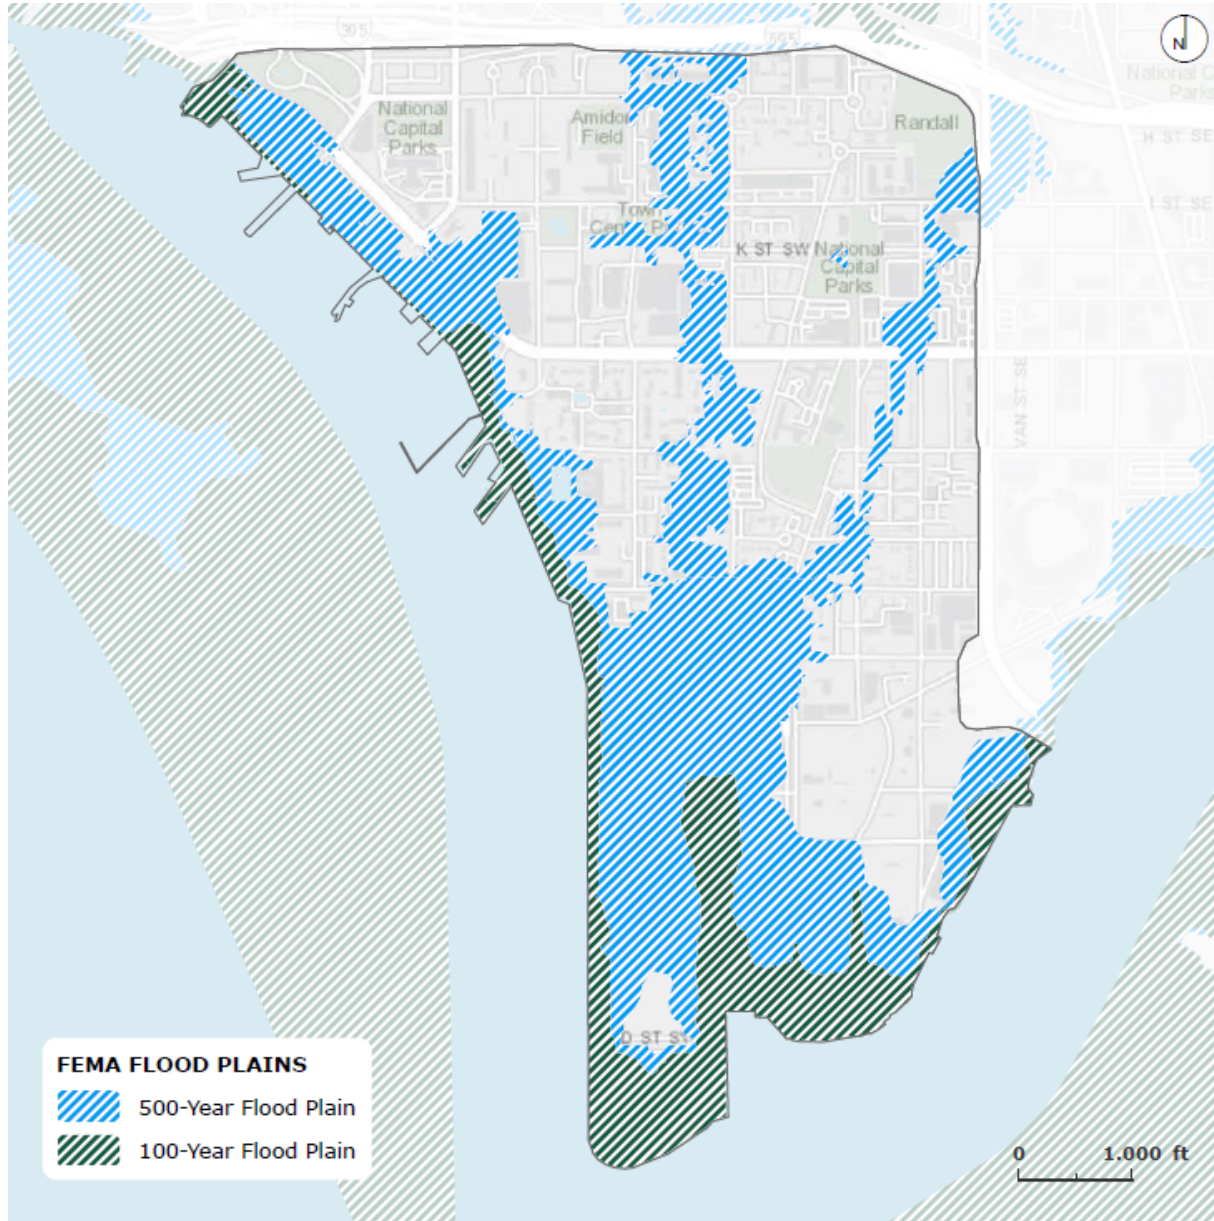 395
695
N
National C
Parks
National
Capital
Parks
Amidon
Field
Randall
H ST SE
I ST SE
Town
Center P
K ST SW
National
Capital
Parks
VAN ST SE
D ST S
FEMA FLOOD PLAINS
500-Year Flood Plain
100-Year Flood Plain
0 1.000 ft